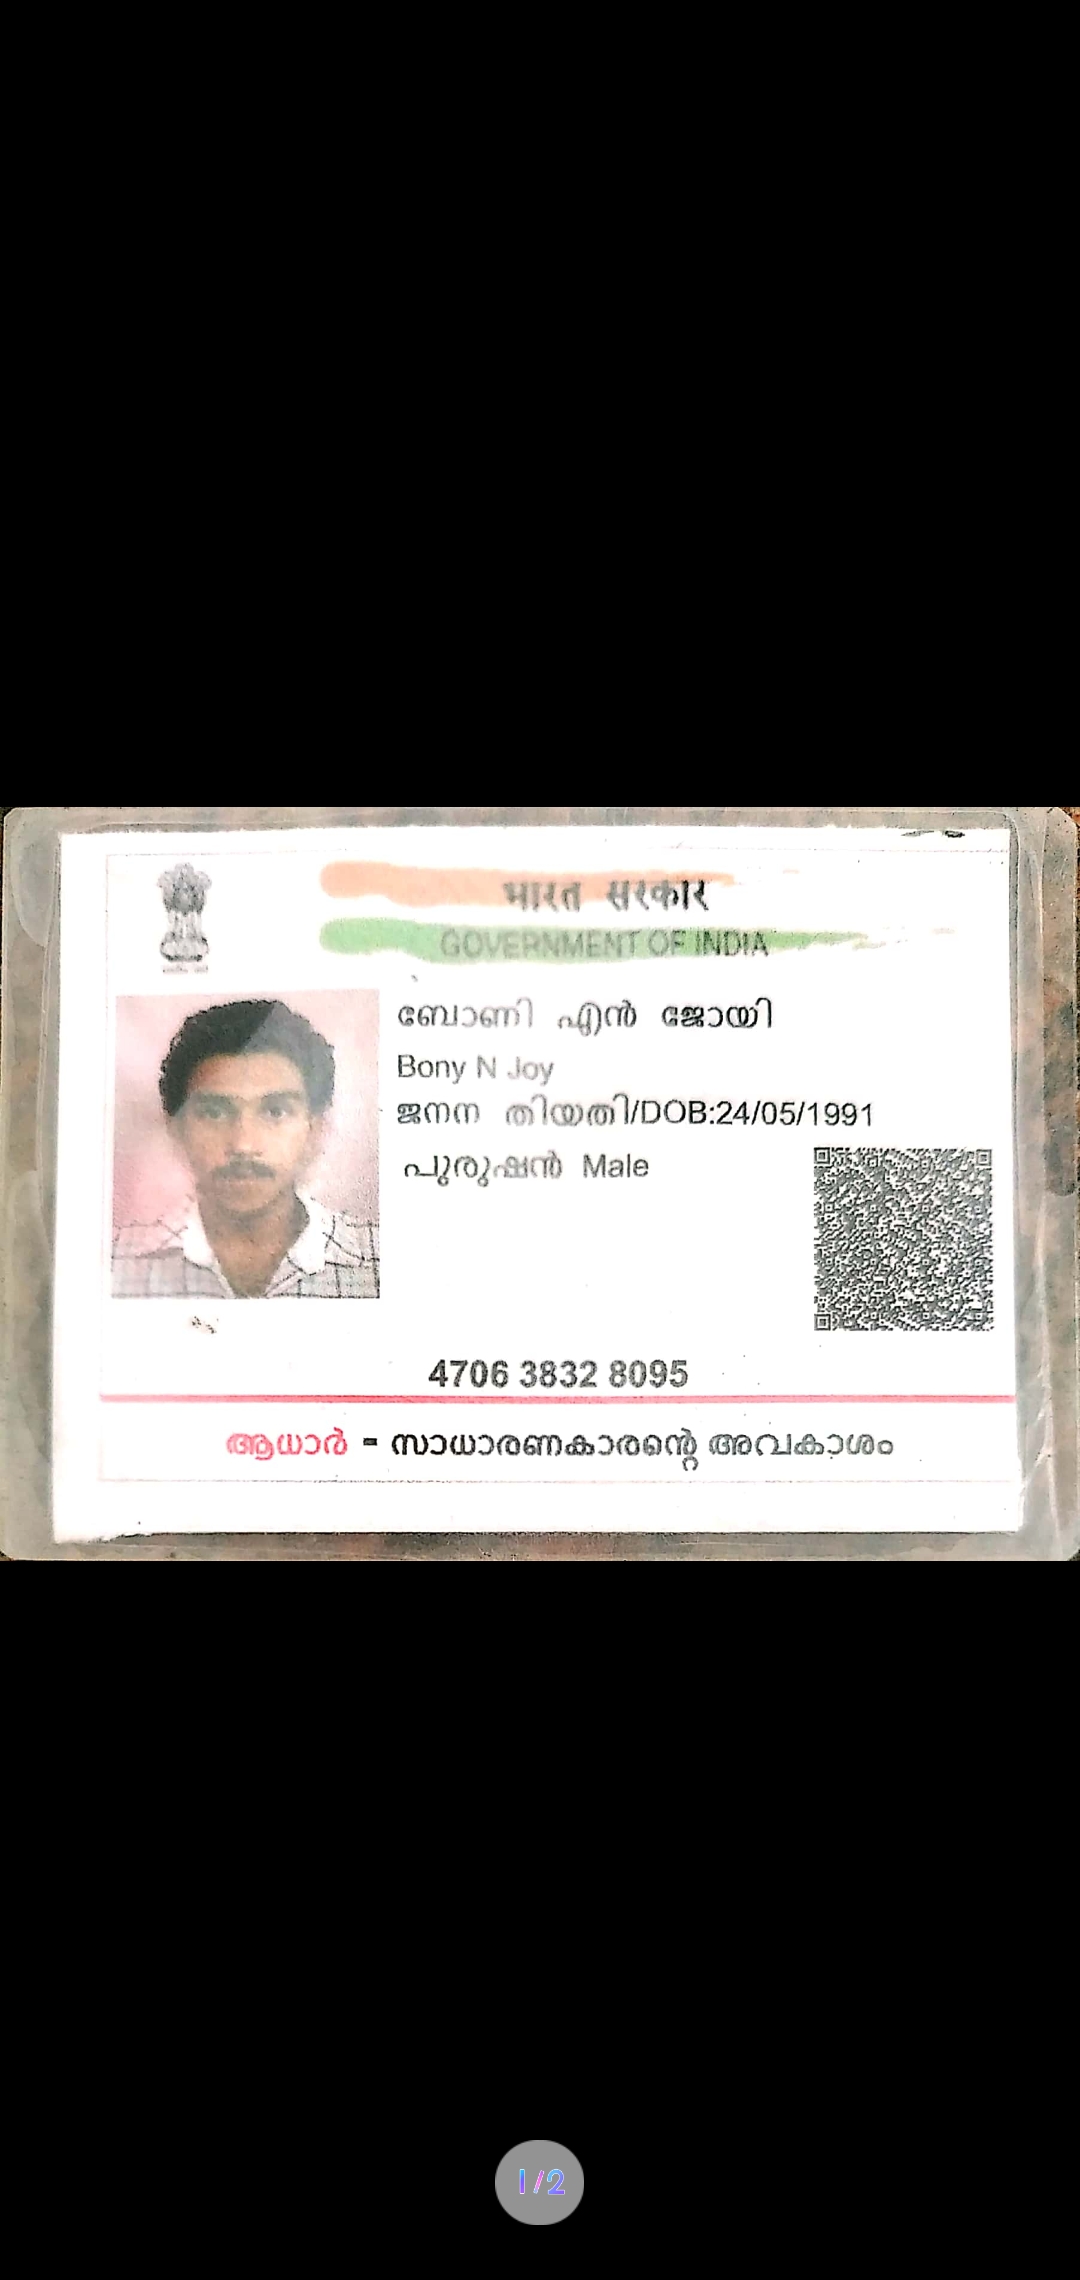 भारत सरकार
GOVERNMENT OF INDIA
ബോണി എൻ ജോയി
Bony N Joy
ജനന തിയതി/DOB:24/05/1991
പുരുഷൻ Male
4706 3832 8095
ആധാർ - സാധാരണകാരന്റെ അവകാശം
1/2